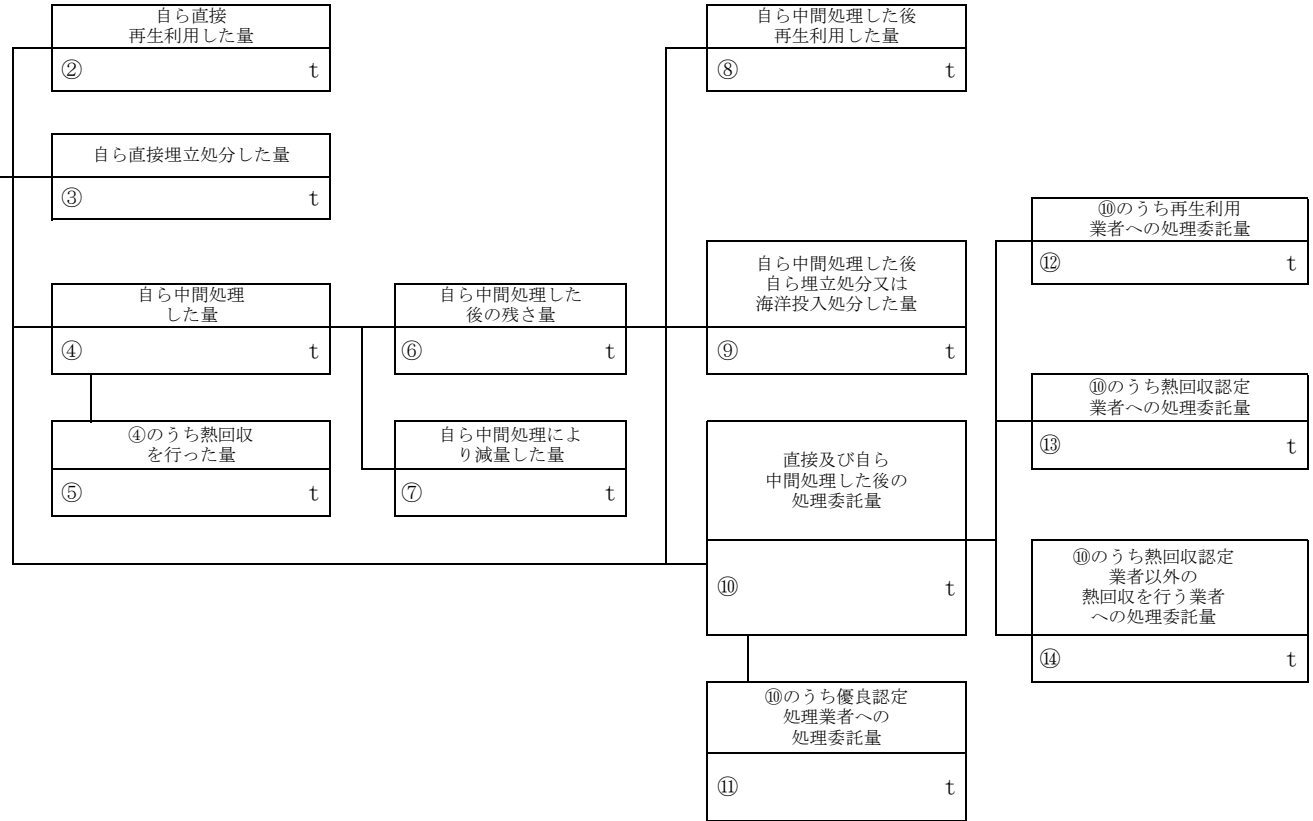 自ら直接
再生利用した量
② t
自ら直接埋立処分した量
③ t
自ら中間処理
した量
④ t
④のうち熱回収
を行った量
⑤ t
自ら中間処理した
後の残さ量
⑥ t
自ら中間処理によ
り減量した量
⑦ t
自ら中間処理した後
再生利用した量
⑧ t
自ら中間処理した後
自ら埋立処分又は
海洋投入処分した量
⑨ t
直接及び自ら
中間処理した後の
処理委託量
⑩ t
⑩のうち優良認定
処理業者への
処理委託量
⑪ t
⑩のうち再生利用
業者への処理委託量
⑫ t
⑩のうち熱回収認定
業者への処理委託量
⑬ t
⑩のうち熱回収認定
業者以外の
熱回収を行う業者
への処理委託量
⑭ t